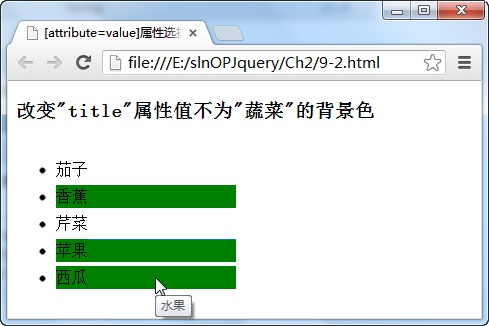 [attribute=value]属性选择
file:///E:/slnOPJquery/Ch2/9-2.html
改变"title"属性值不为"蔬菜"的背景色
茄子
香蕉
芹菜
苹果
西瓜
水果